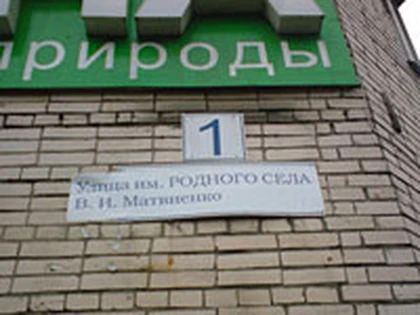 природы
1
Улица им. РОДНОГО СЕЛА
В. И. Матвиенко